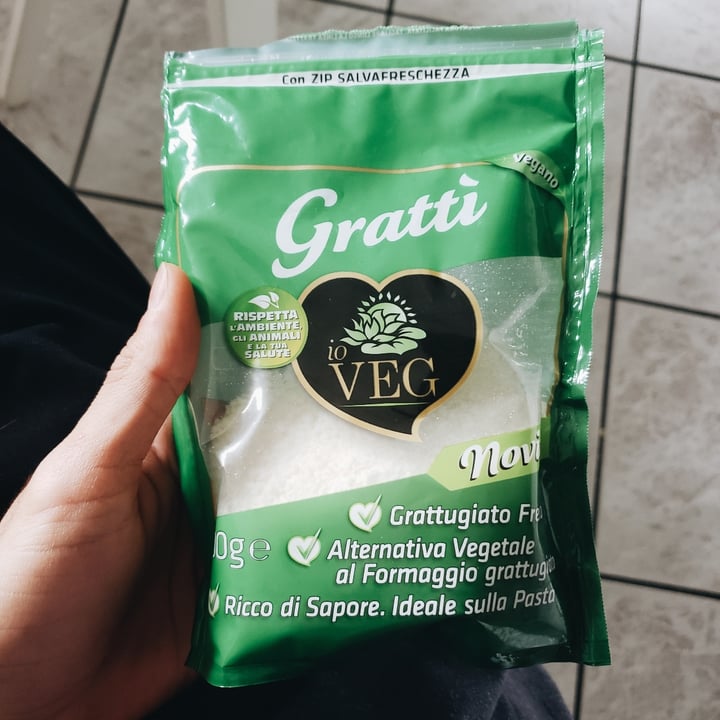 Con ZIP SALVAFRESCHEZZA
vegano
Grattì
RISPETTA
L'AMBIENTE,
GLI ANIMALI
E LA TUA
SALUTE
io
VEG
Grattugiato
Alternativa Vegetale
al Formaggio
Ricco di Sapore. Ideale sulla Pasta